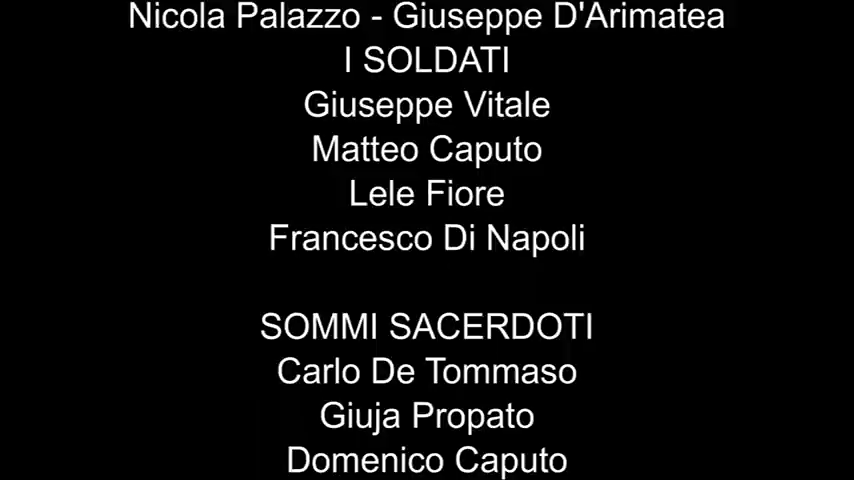 Nicola Palazzo - Giuseppe D'Arimatea
I SOLDATI
Giuseppe Vitale
Matteo Caputo
Lele Fiore
Francesco Di Napoli
SOMMI SACERDOTI
Carlo De Tommaso
Giuja Propato
Domenico Caputo